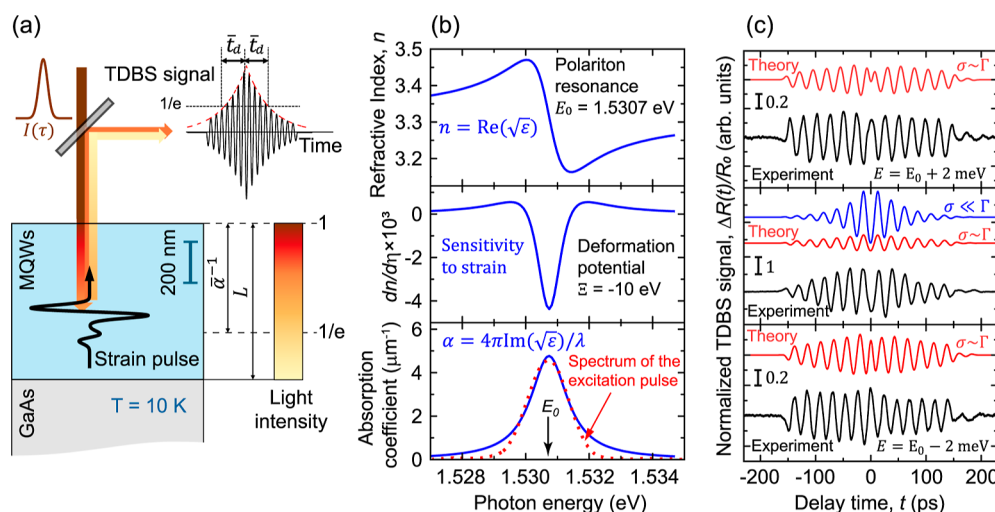 (a)
I(τ)
TDBS signal
t̄d t̄d
1/e
Time
MQWs
200 nm
ᾱ⁻¹
L
Strain pulse
GaAs
T = 10 K
1
1/e
Light
intensity
(b)
Refractive Index, n
3.5
3.4
3.3
3.2
Polariton
resonance
E₀ = 1.5307 eV
n = Re(√ε)
dn/dη×10³
0
-2
-4
Sensitivity
to strain
Deformation
potential
Ξ = -10 eV
Absorption
coefficient (μm⁻¹)
6
4
2
0
α = 4πIm(√ε)/λ
Spectrum of the
excitation pulse
E₀
1.530 1.532 1.534
Photon energy (eV)
(c)
Normalized TDBS signal, ΔR(t)/R₀ (arb. units)
Theory σ~Γ
0.2
Experiment E = E₀ + 2 meV
σ ≪ Γ
Theory σ~Γ
1
Experiment
Theory σ~Γ
0.2
Experiment E = E₀ − 2 meV
-200 -100 0 100 200
Delay time, t (ps)